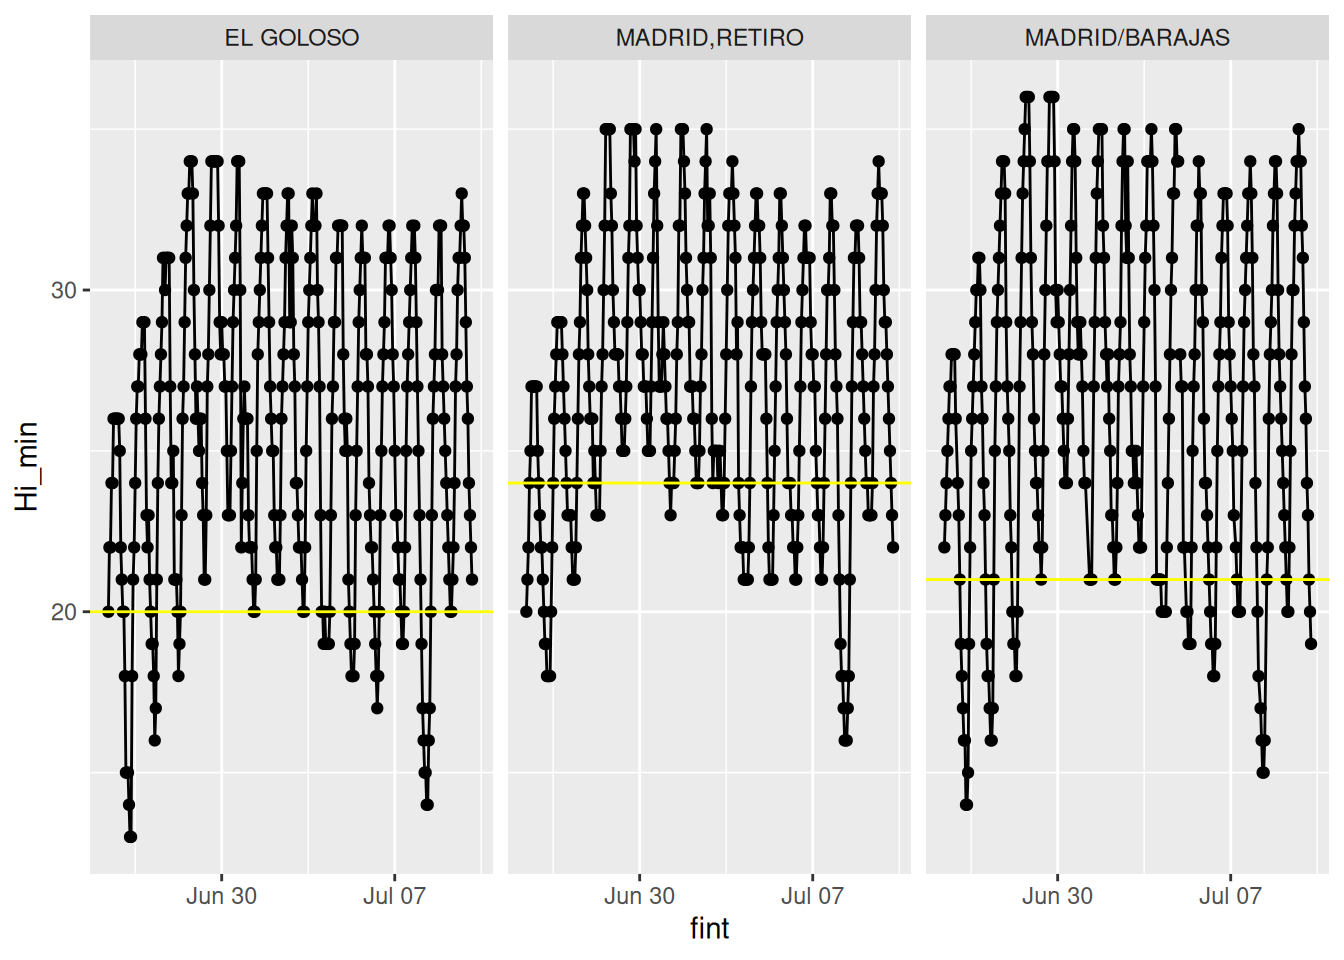 EL GOLOSO
MADRID,RETIRO
MADRID/BARAJAS
Hi_min
30
20
Jun 30
Jul 07
Jun 30
Jul 07
Jun 30
Jul 07
fint